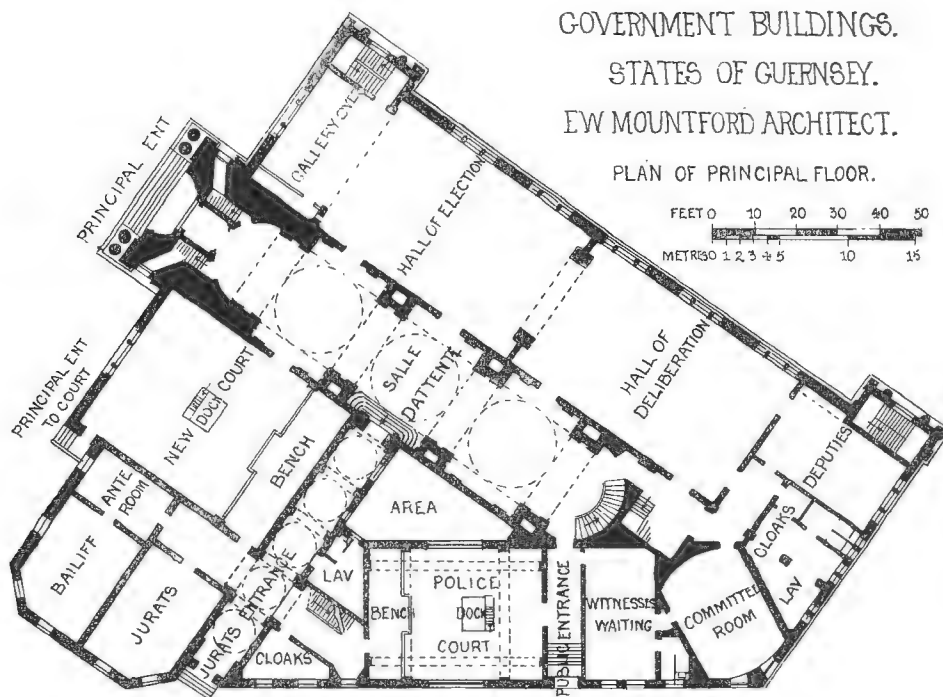 GOVERNMENT BUILDINGS.
STATES OF GUERNSEY.
EW MOUNTFORD ARCHITECT.
PLAN OF PRINCIPAL FLOOR.
FEET 0 10 20 30 40 50
METRES 0 1 2 3 4 5 10 15
PRINCIPAL ENT
GALLERY OVER
HALL OF ELECTION
PRINCIPAL ENT
TO COURT
NEW COURT
DOCK
BENCH
SALLE
DATTENTE
HALL OF
DELIBERATION
DEPUTIES
ANTE
ROOM
BAILIFF
JURATS
JURATS ENTRANCE
AREA
LAV
CLOAKS
BENCH
POLICE
DOCK
COURT
PUBLIC ENTRANCE
WITNESSES
WAITING
COMMITTEE
ROOM
CLOAKS
LAV